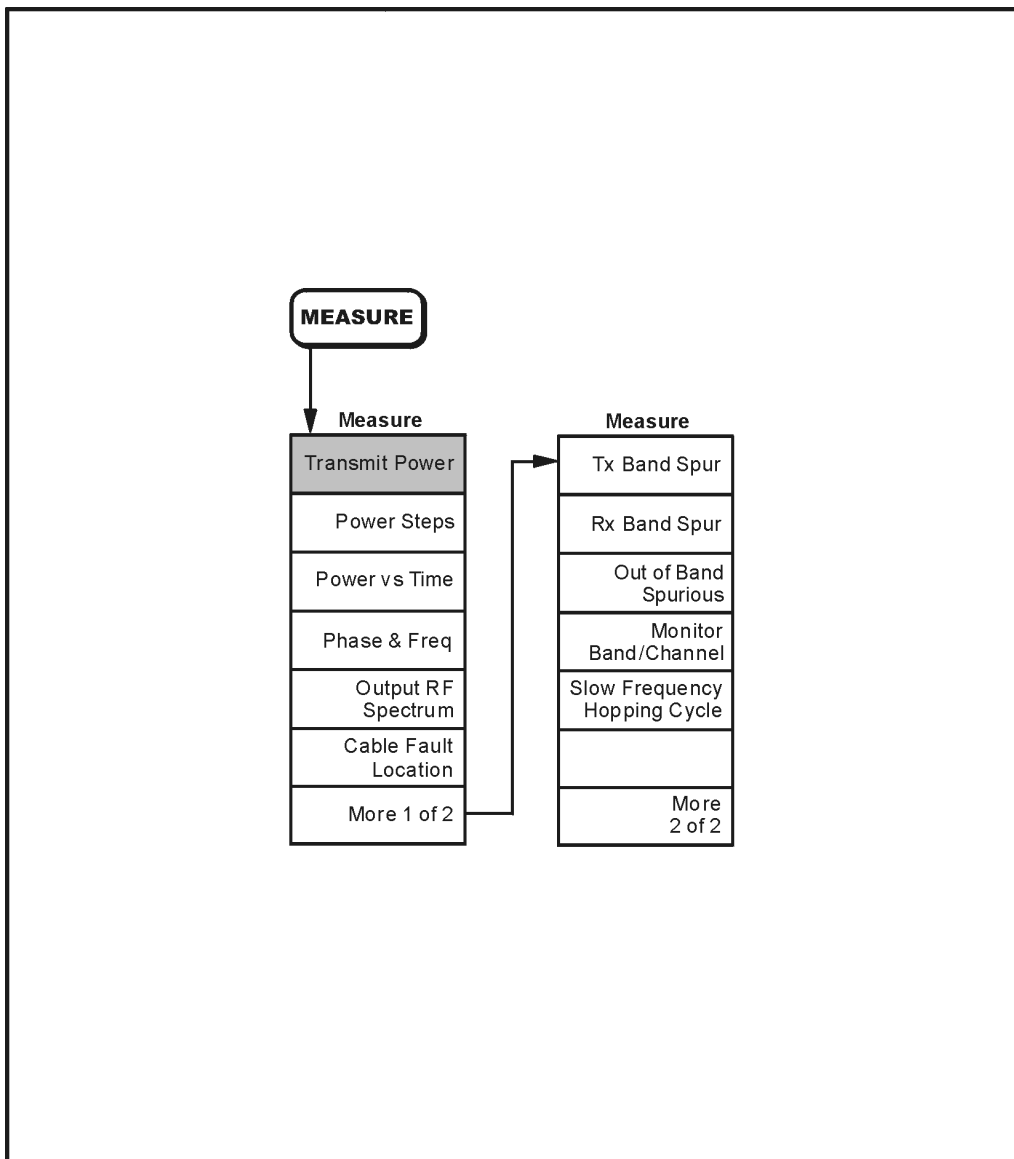 MEASURE
Measure
Transmit Power
Power Steps
Power vs Time
Phase & Freq
Output RF
Spectrum
Cable Fault
Location
More 1 of 2
Measure
Tx Band Spur
Rx Band Spur
Out of Band
Spurious
Monitor
Band/Channel
Slow Frequency
Hopping Cycle
More
2 of 2